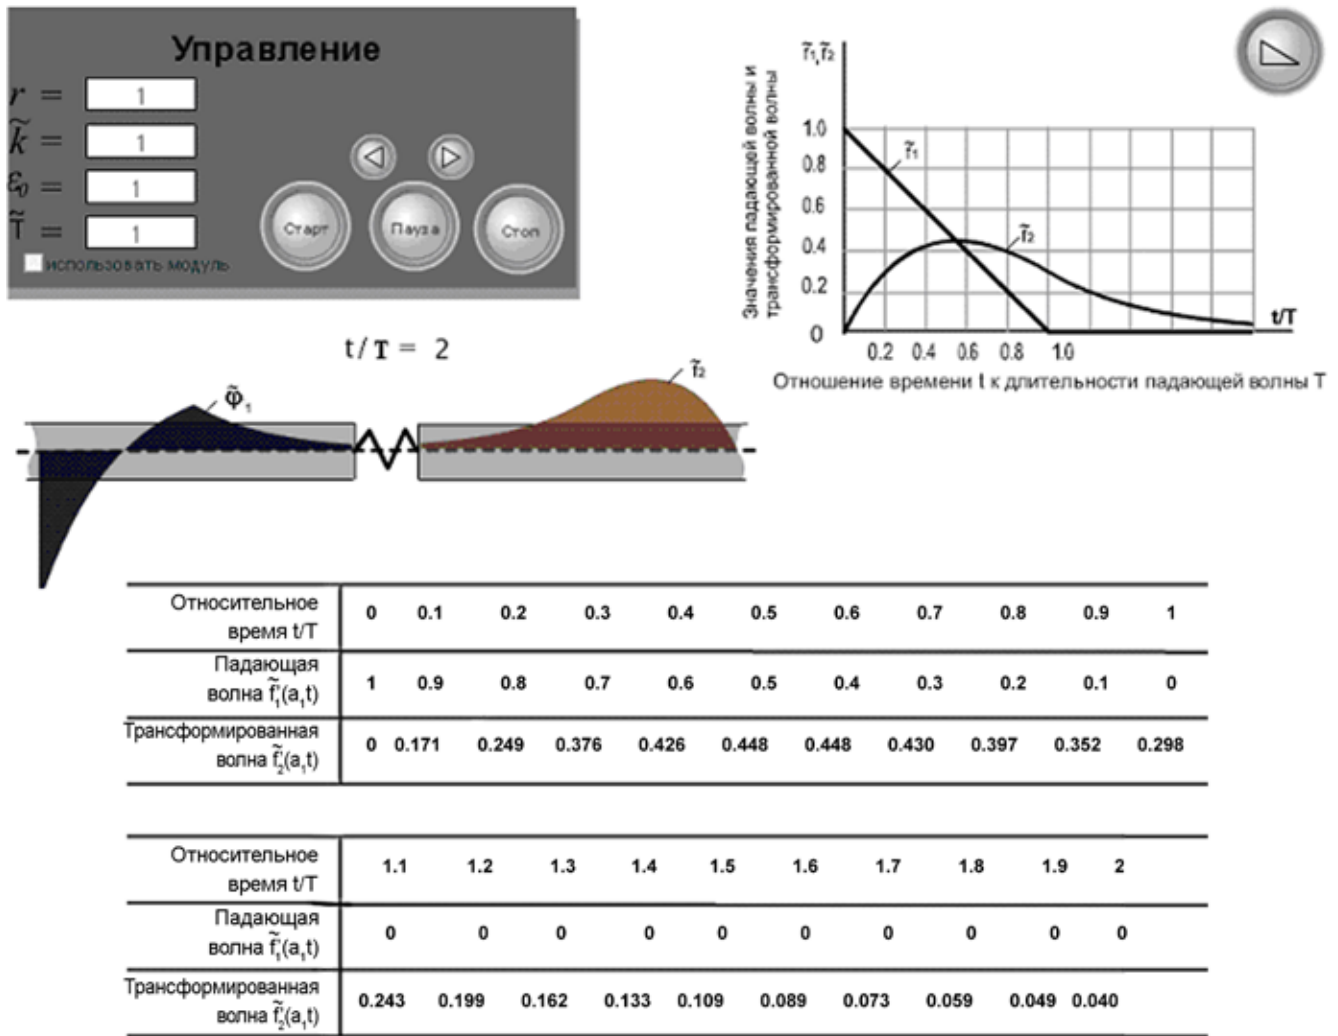 Управление
r = 1
k̃ = 1
ε₀ = 1
T̃ = 1
использовать модуль
Старт
Пауза
Стоп
Значения падающей волны и
трансформированной волны
f̃₁,f̃₂
1.0
0.8
0.6
0.4
0.2
0
f̃₁
f̃₂
t/T
0.2 0.4 0.6 0.8 1.0
Отношение времени t к длительности падающей волны T
t/T = 2
φ̃₁
f̃₂
Относительное
время t/T
0 0.1 0.2 0.3 0.4 0.5 0.6 0.7 0.8 0.9 1
Падающая
волна f̃₁'(a₁t)
1 0.9 0.8 0.7 0.6 0.5 0.4 0.3 0.2 0.1 0
Трансформированная
волна f̃₂'(a₁t)
0 0.171 0.249 0.376 0.426 0.448 0.448 0.430 0.397 0.352 0.298
Относительное
время t/T
1.1 1.2 1.3 1.4 1.5 1.6 1.7 1.8 1.9 2
Падающая
волна f̃₁'(a₁t)
0 0 0 0 0 0 0 0 0 0
Трансформированная
волна f̃₂'(a₁t)
0.243 0.199 0.162 0.133 0.109 0.089 0.073 0.059 0.049 0.040